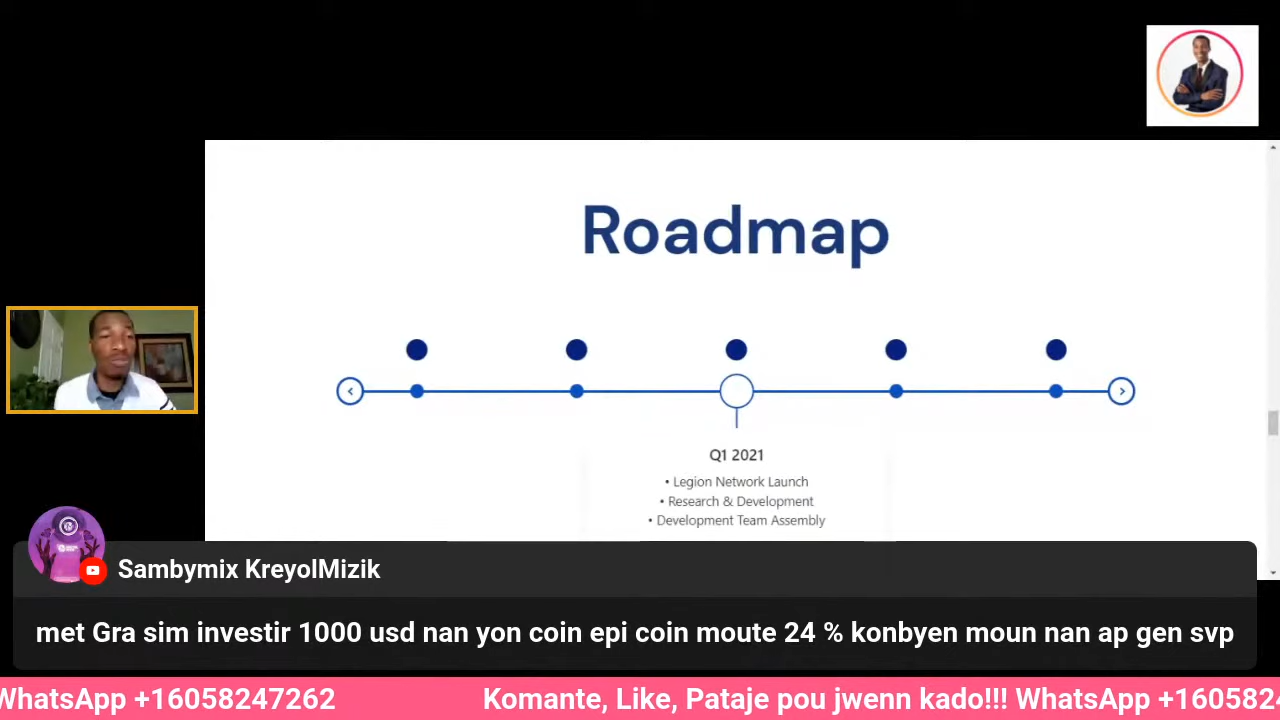 Roadmap
Q1 2021
• Legion Network Launch
• Research & Development
• Development Team Assembly
Sambymix KreyolMizik
met Gra sim investir 1000 usd nan yon coin epi coin moute 24 % konbyen moun nan ap gen svp
WhatsApp +16058247262 Komante, Like, Pataje pou jwenn kado!!! WhatsApp +160582